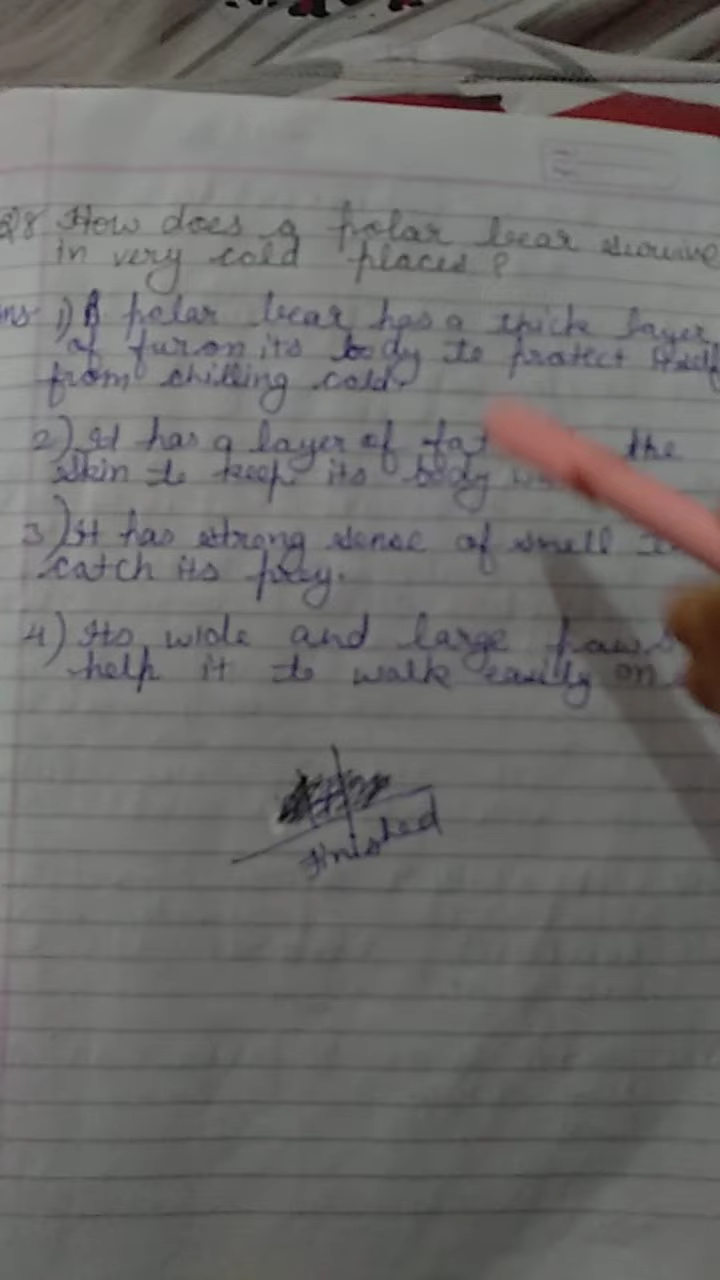 Q8 How does a polar bear survive
in very cold places?
Ans- 1) A polar bear has a thick layer
of fur on its body to protect itself
from chilling cold.
2) It has a layer of fat the
skin to keep its body
3) It has strong sense of smell to
catch its prey.
4) Its wide and large paws
help it to walk easily on
Finished